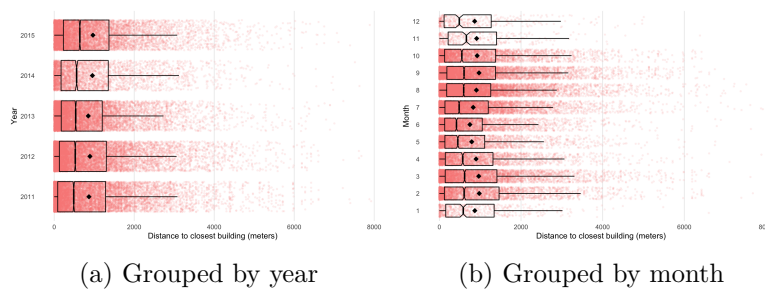 2015
2014
2013
2012
2011
Year
0 2000 4000 6000 8000
Distance to closest building (meters)
(a) Grouped by year
12
11
10
9
8
7
6
5
4
3
2
1
Month
0 2000 4000 6000
Distance to closest building (meters)
(b) Grouped by month